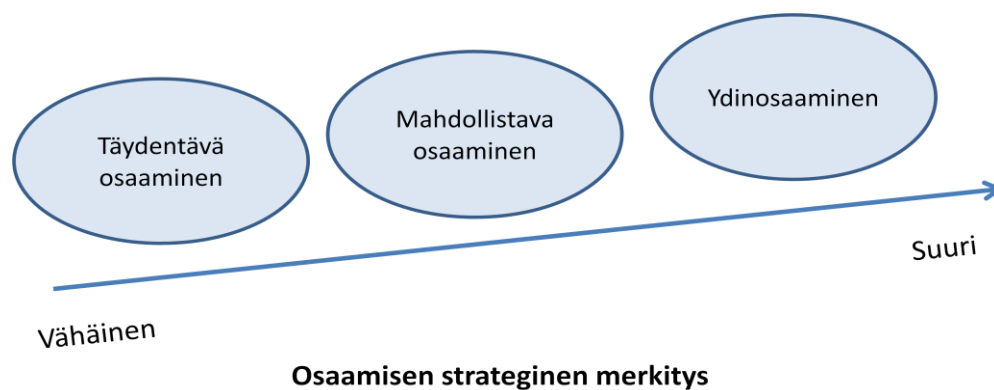 Täydentävä
osaaminen
Mahdollistava
osaaminen
Ydinosaaminen
Vähäinen
Suuri
Osaamisen strateginen merkitys